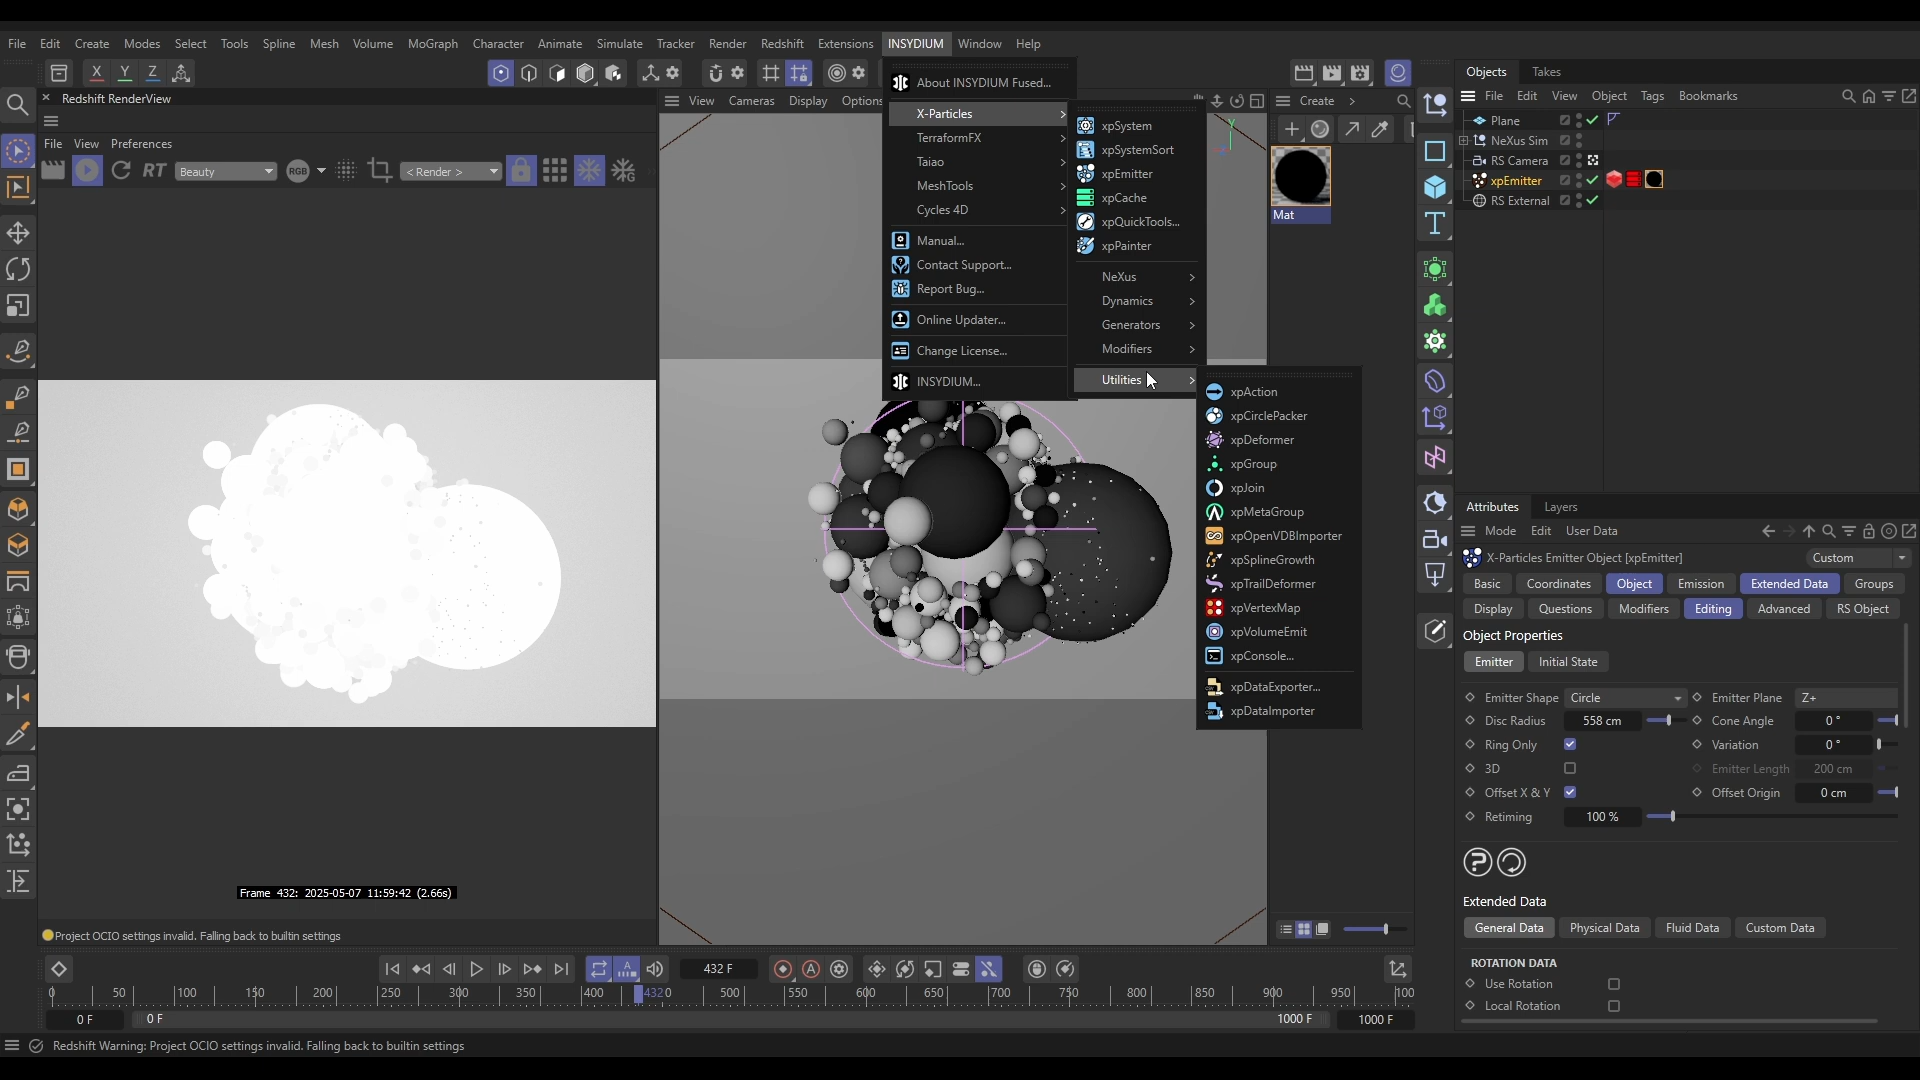 File Edit Create Modes Select Tools Spline Mesh Volume MoGraph Character Animate Simulate Tracker Render Redshift Extensions INSYDIUM Window Help
X Y Z
Redshift RenderView
File View Preferences
RT Beauty RGB < Render >
Frame 432: 2025-05-07 11:59:42 (2.66s)
Project OCIO settings invalid. Falling back to builtin settings
View Cameras Display Options
Y
About INSYDIUM Fused...
X-Particles
TerraformFX
Taiao
MeshTools
Cycles 4D
Manual...
Contact Support...
Report Bug...
Online Updater...
Change License...
INSYDIUM...
xpSystem
xpSystemSort
xpEmitter
xpCache
xpQuickTools...
xpPainter
NeXus
Dynamics
Generators
Modifiers
Utilities
xpAction
xpCirclePacker
xpDeformer
xpGroup
xpJoin
xpMetaGroup
xpOpenVDBImporter
xpSplineGrowth
xpTrailDeformer
xpVertexMap
xpVolumeEmit
xpConsole...
xpDataExporter...
xpDataImporter
Create
Mat
Objects Takes
File Edit View Object Tags Bookmarks
Plane
NeXus Sim
RS Camera
xpEmitter
RS External
Attributes Layers
Mode Edit User Data
X-Particles Emitter Object [xpEmitter] Custom
Basic Coordinates Object Emission Extended Data Groups
Display Questions Modifiers Editing Advanced RS Object
Object Properties
Emitter Initial State
Emitter Shape Circle Emitter Plane Z+
Disc Radius 558 cm Cone Angle 0 °
Ring Only Variation 0 °
3D Emitter Length 200 cm
Offset X & Y Offset Origin 0 cm
Retiming 100 %
Extended Data
General Data Physical Data Fluid Data Custom Data
ROTATION DATA
Use Rotation
Local Rotation
432 F
0 50 100 150 200 250 300 350 400 4320 500 550 600 650 700 750 800 850 900 950 100
0 F 0 F 1000 F 1000 F
Redshift Warning: Project OCIO settings invalid. Falling back to builtin settings